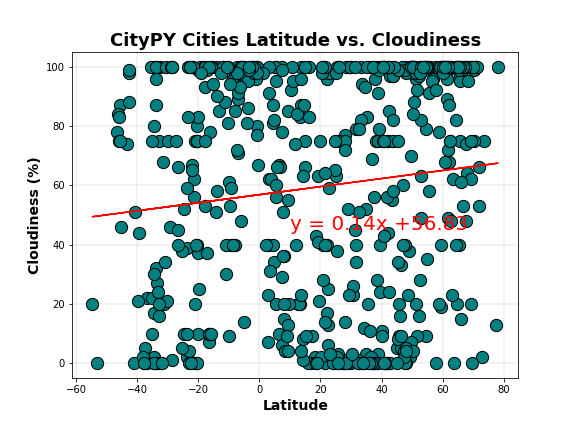 CityPY Cities Latitude vs. Cloudiness
100
80
60
40
20
0
Cloudiness (%)
y = 0.14x +56.83
−60 −40 −20 0 20 40 60 80
Latitude